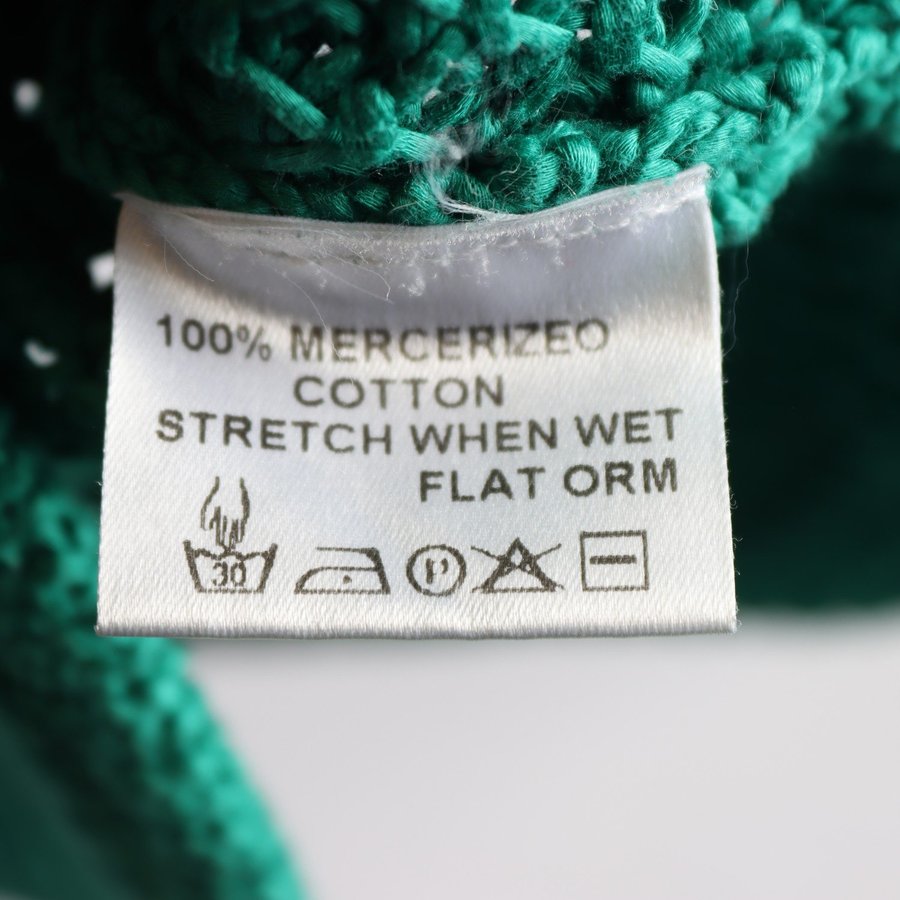 100% MERCERIZEO
COTTON
STRETCH WHEN WET
FLAT ORM
30 P